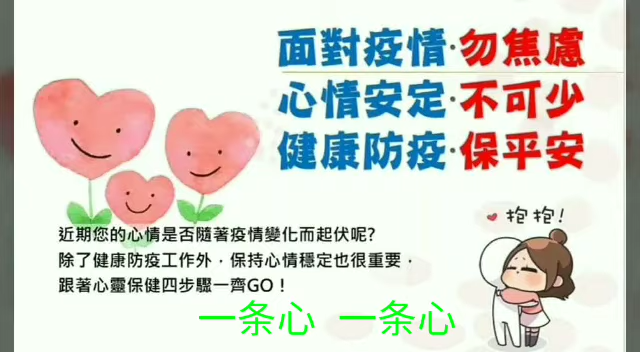 面對疫情·勿焦慮
心情安定·不可少
健康防疫·保平安
抱抱!
近期您的心情是否隨著疫情變化而起伏呢?
除了健康防疫工作外，保持心情穩定也很重要，
跟著心靈保健四步驟一齊GO！
一条心 一条心